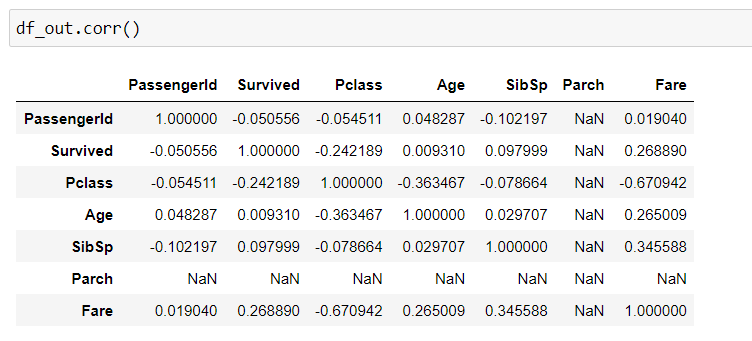 df_out.corr()
PassengerId Survived Pclass Age SibSp Parch Fare
PassengerId 1.000000 -0.050556 -0.054511 0.048287 -0.102197 NaN 0.019040
Survived -0.050556 1.000000 -0.242189 0.009310 0.097999 NaN 0.268890
Pclass -0.054511 -0.242189 1.000000 -0.363467 -0.078664 NaN -0.670942
Age 0.048287 0.009310 -0.363467 1.000000 0.029707 NaN 0.265009
SibSp -0.102197 0.097999 -0.078664 0.029707 1.000000 NaN 0.345588
Parch NaN NaN NaN NaN NaN NaN NaN
Fare 0.019040 0.268890 -0.670942 0.265009 0.345588 NaN 1.000000